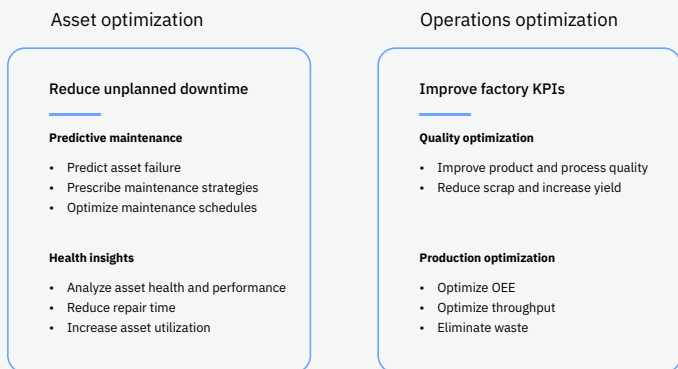 Asset optimization
Reduce unplanned downtime
Predictive maintenance
• Predict asset failure
• Prescribe maintenance strategies
• Optimize maintenance schedules
Health insights
• Analyze asset health and performance
• Reduce repair time
• Increase asset utilization
Operations optimization
Improve factory KPIs
Quality optimization
• Improve product and process quality
• Reduce scrap and increase yield
Production optimization
• Optimize OEE
• Optimize throughput
• Eliminate waste